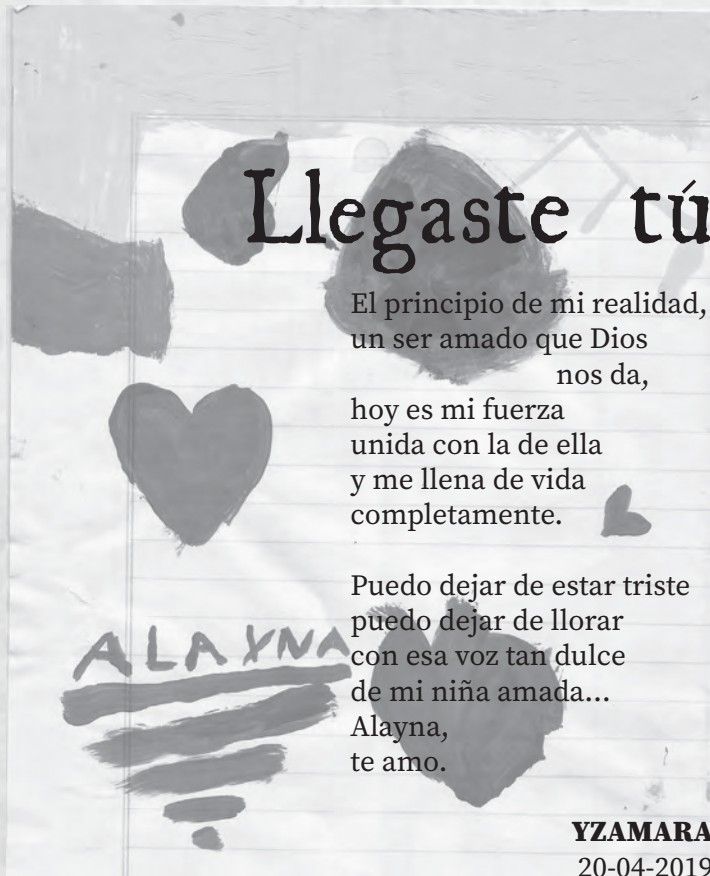 Llegaste tú
El principio de mi realidad,
un ser amado que Dios
nos da,
hoy es mi fuerza
unida con la de ella
y me llena de vida
completamente.
Puedo dejar de estar triste
puedo dejar de llorar
con esa voz tan dulce
de mi niña amada...
Alayna,
te amo.
ALAYNA
YZAMARA
20-04-2019